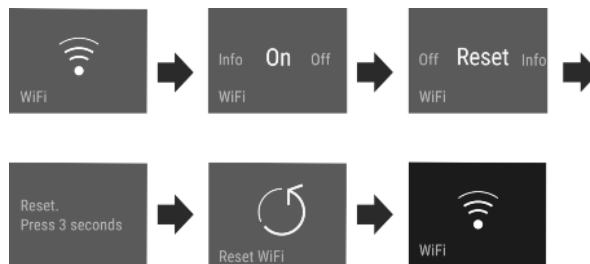 WiFi
Info On Off
WiFi
Off Reset Info
WiFi
Reset.
Press 3 seconds
Reset WiFi
WiFi